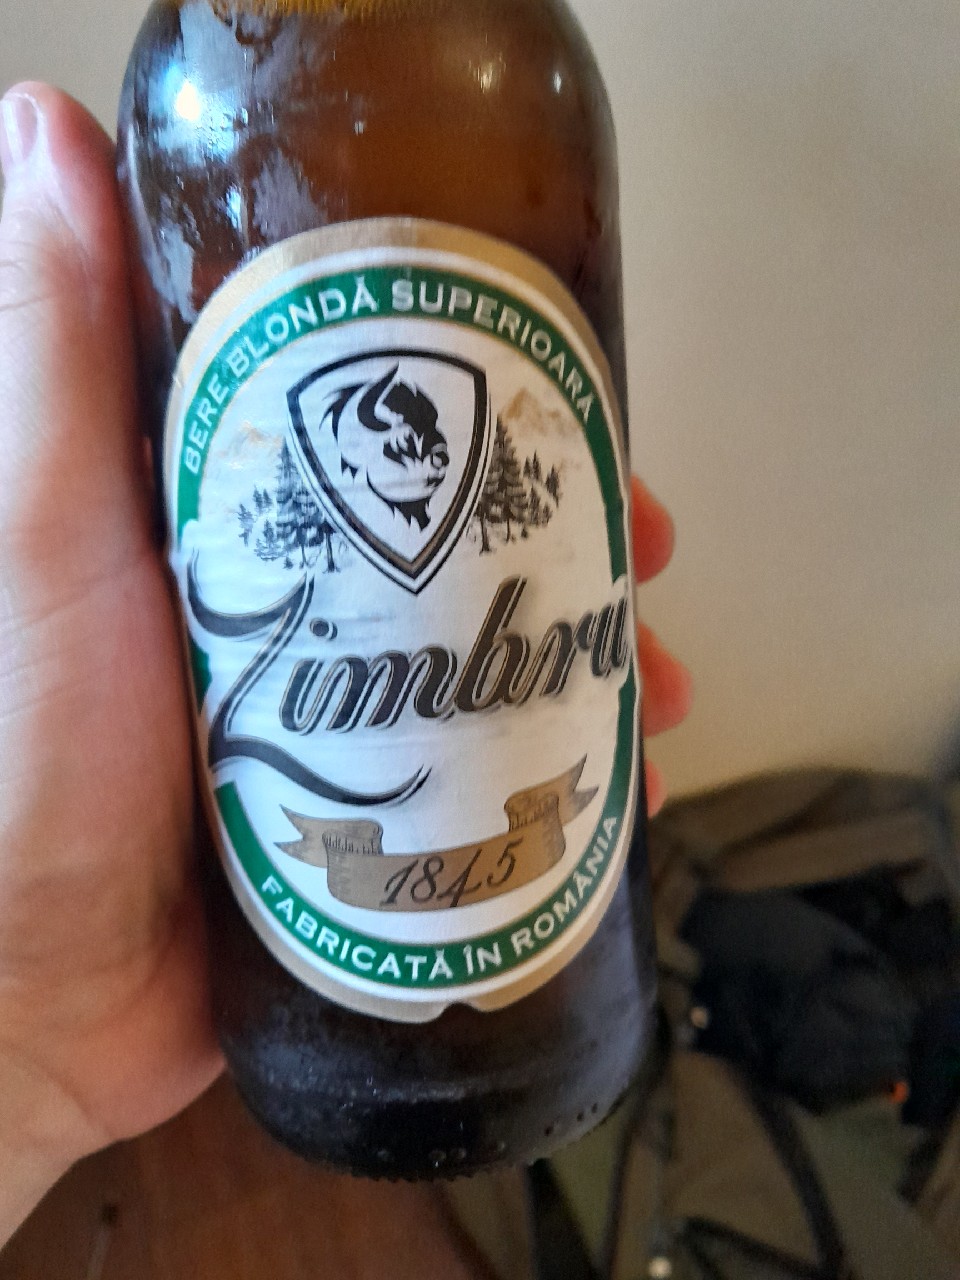 BERE BLONDĂ SUPERIOARĂ
Zimbru
1845
FABRICATĂ ÎN ROMÂNIA